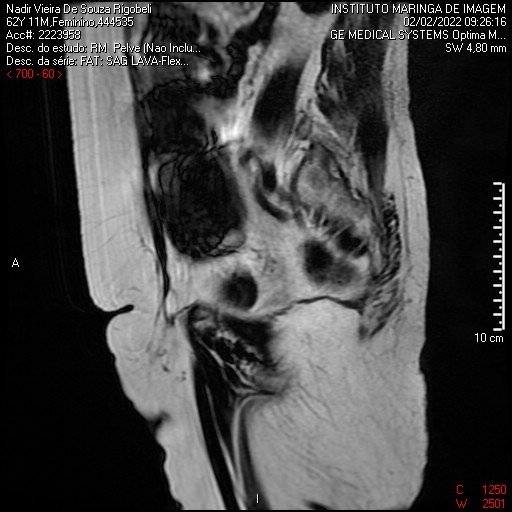 Nadir Vieira De Souza Rigobeli
62Y 11M,Feminino,444535
Acc#: 2223953
Desc. do estudo: RM Pelve (Nao Inclu...
Desc. da série: FAT: SAG LAVA-Flex...
< 700 - 60 >
INSTITUTO MARINGA DE IMAGEM
02/02/2022 09:26:16
GE MEDICAL SYSTEMS Optima M...
SW 4,80 mm
A
10 cm
I
C 1250
W 2501